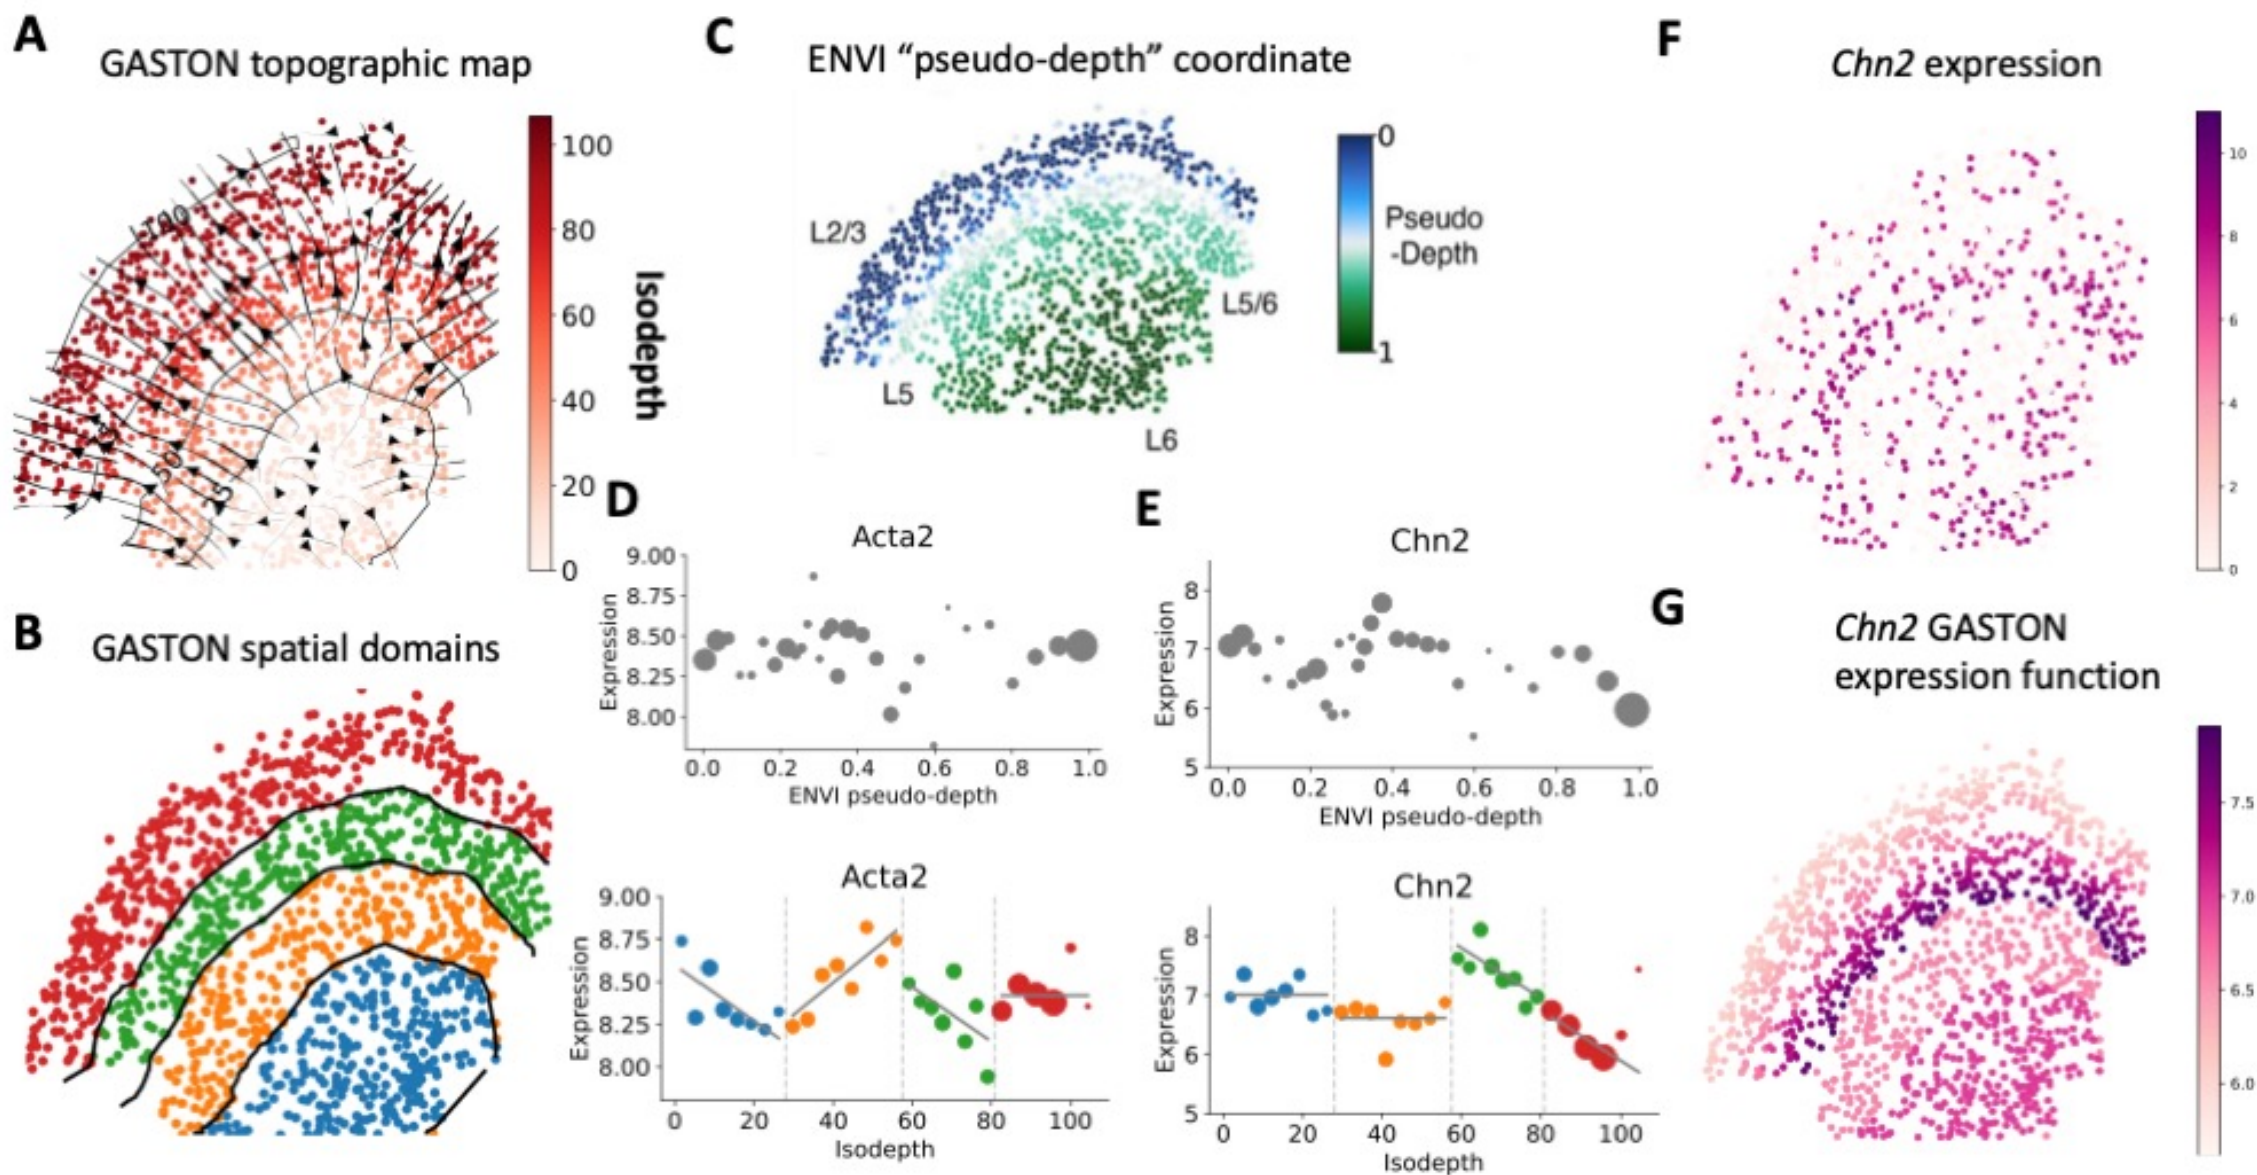 A
GASTON topographic map
100
50
100
80
60
40
20
0
Isodepth
B
GASTON spatial domains
C
ENVI “pseudo-depth” coordinate
L2/3
L5
L5/6
L6
0
Pseudo
-Depth
1
D
Acta2
9.00
8.75
8.50
8.25
8.00
Expression
0.0 0.2 0.4 0.6 0.8 1.0
ENVI pseudo-depth
Acta2
9.00
8.75
8.50
8.25
8.00
Expression
0 20 40 60 80 100
Isodepth
E
Chn2
8
7
6
5
Expression
0.0 0.2 0.4 0.6 0.8 1.0
ENVI pseudo-depth
Chn2
8
7
6
5
Expression
0 20 40 60 80 100
Isodepth
F
Chn2 expression
10
8
6
4
2
0
G
Chn2 GASTON
expression function
7.5
7.0
6.5
6.0